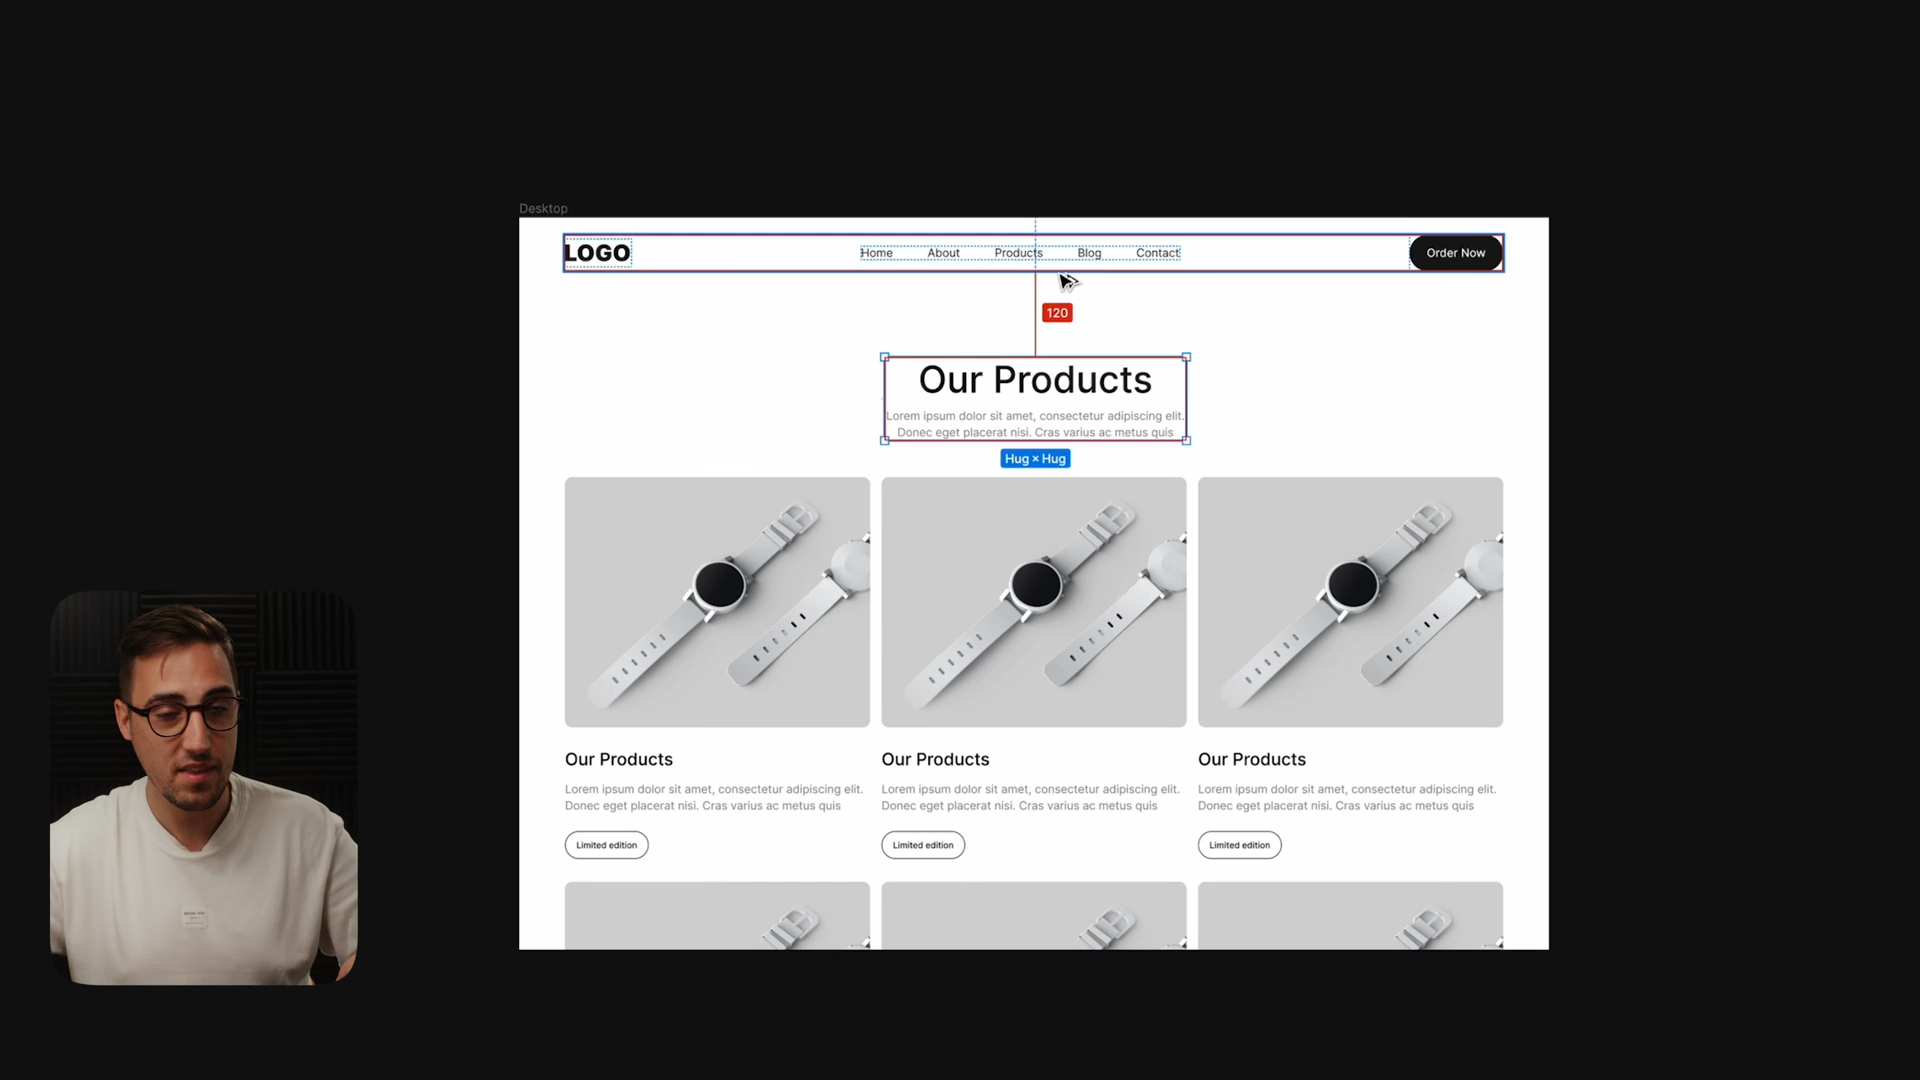 Desktop
LOGO Home About Products Blog Contact Order Now
120
Our Products
Lorem ipsum dolor sit amet, consectetur adipiscing elit.
Donec eget placerat nisi. Cras varius ac metus quis
Hug × Hug
Our Products
Lorem ipsum dolor sit amet, consectetur adipiscing elit.
Donec eget placerat nisi. Cras varius ac metus quis
Limited edition
Our Products
Lorem ipsum dolor sit amet, consectetur adipiscing elit.
Donec eget placerat nisi. Cras varius ac metus quis
Limited edition
Our Products
Lorem ipsum dolor sit amet, consectetur adipiscing elit.
Donec eget placerat nisi. Cras varius ac metus quis
Limited edition